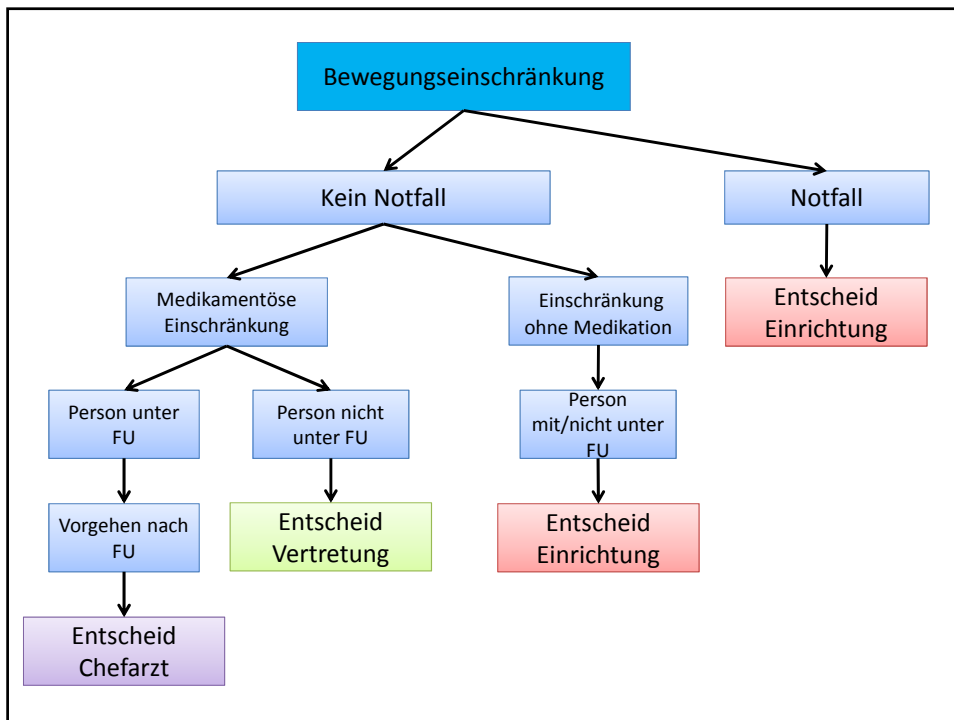 Bewegungseinschränkung
Kein Notfall
Notfall
Medikamentöse
Einschränkung
Einschränkung
ohne Medikation
Entscheid
Einrichtung
Person unter
FU
Person nicht
unter FU
Person
mit/nicht unter
FU
Vorgehen nach
FU
Entscheid
Vertretung
Entscheid
Einrichtung
Entscheid
Chefarzt